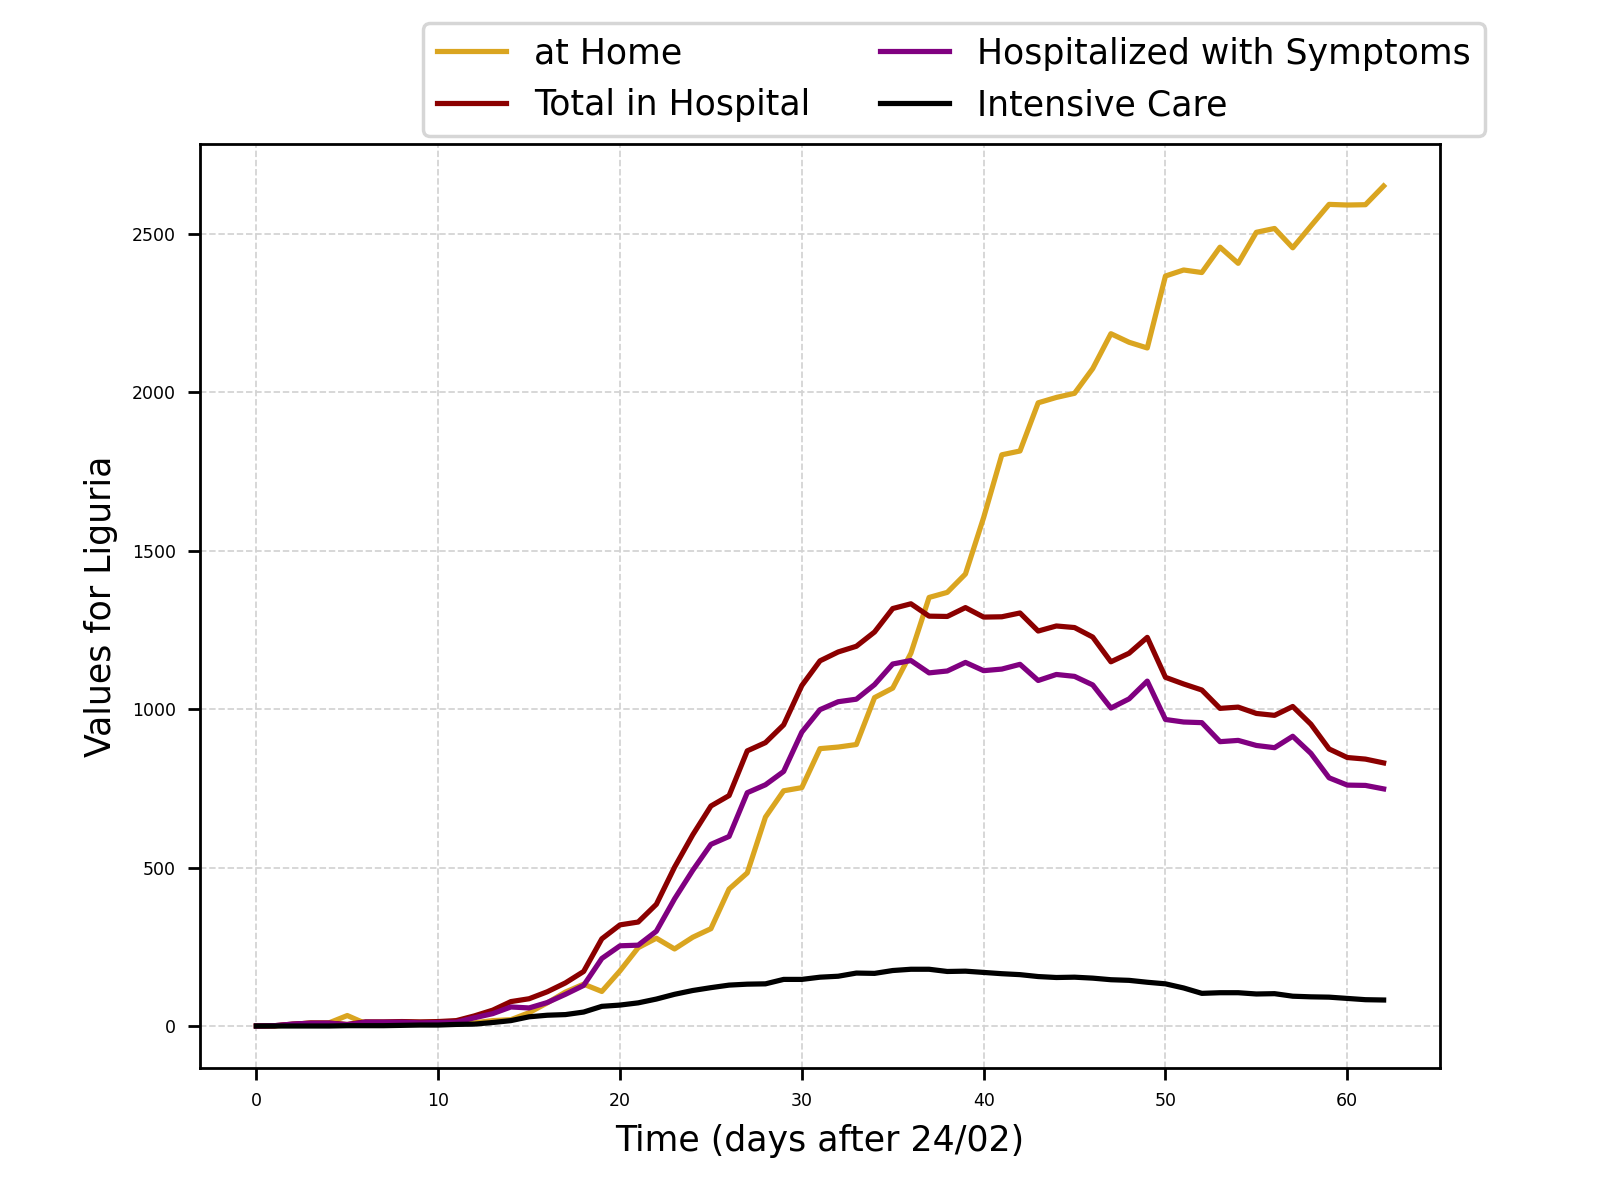 at Home
Total in Hospital
Hospitalized with Symptoms
Intensive Care
2500
2000
1500
1000
500
0
Values for Liguria
0 10 20 30 40 50 60
Time (days after 24/02)